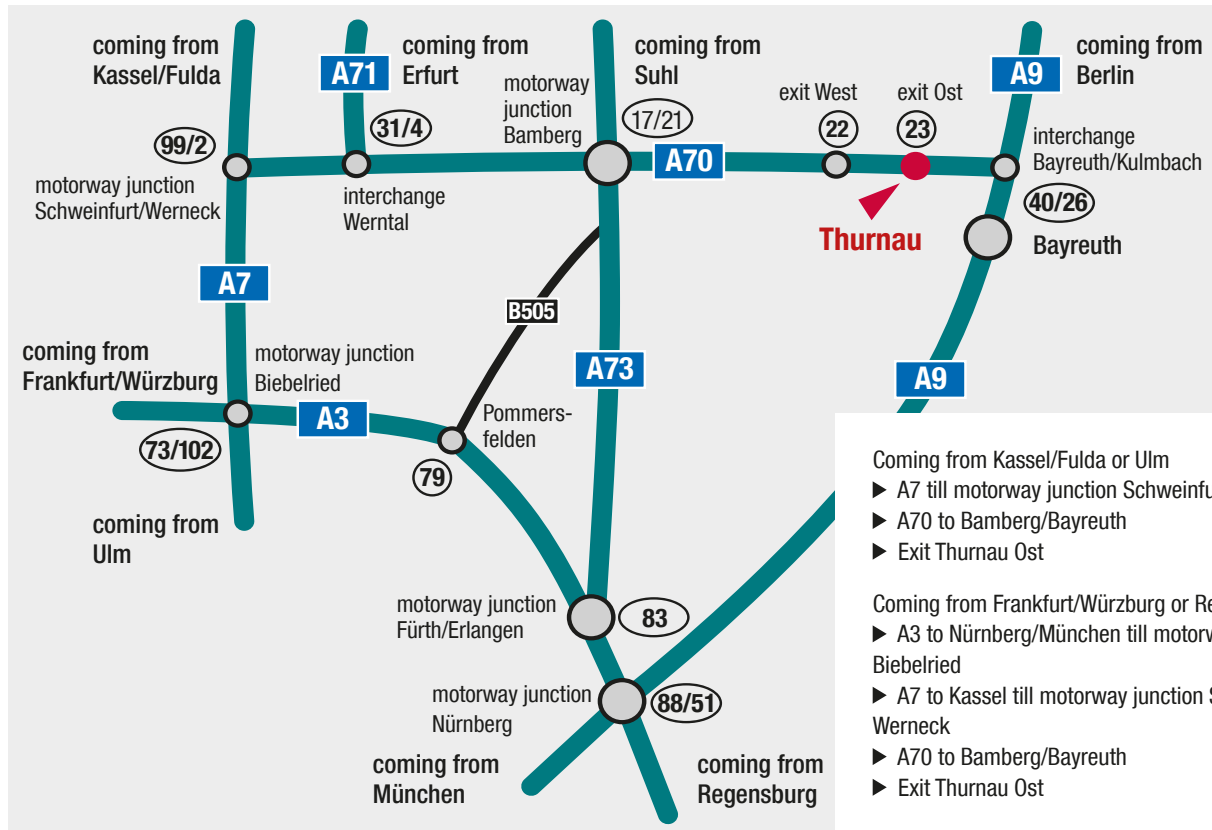 coming from
Kassel/Fulda
A71
coming from
Erfurt
motorway
junction
Bamberg
coming from
Suhl
A9
coming from
Berlin
exit West
exit Ost
99/2
31/4
17/21
22
23
A70
motorway junction
Schweinfurt/Werneck
interchange
Werntal
interchange
Bayreuth/Kulmbach
40/26
Thurnau
Bayreuth
A7
B505
coming from
Frankfurt/Würzburg
motorway junction
Biebelried
A73
A9
A3
Pommers-
felden
73/102
79
coming from
Ulm
motorway junction
Fürth/Erlangen
83
motorway junction
Nürnberg
88/51
coming from
München
coming from
Regensburg
Coming from Kassel/Fulda or Ulm
▶ A7 till motorway junction
▶ A70 to Bamberg/Bayreuth
▶ Exit Thurnau Ost
Coming from Frankfurt/Würzburg or
▶ A3 to Nürnberg/München till
Biebelried
▶ A7 to Kassel till motorway junction
Werneck
▶ A70 to Bamberg/Bayreuth
▶ Exit Thurnau Ost